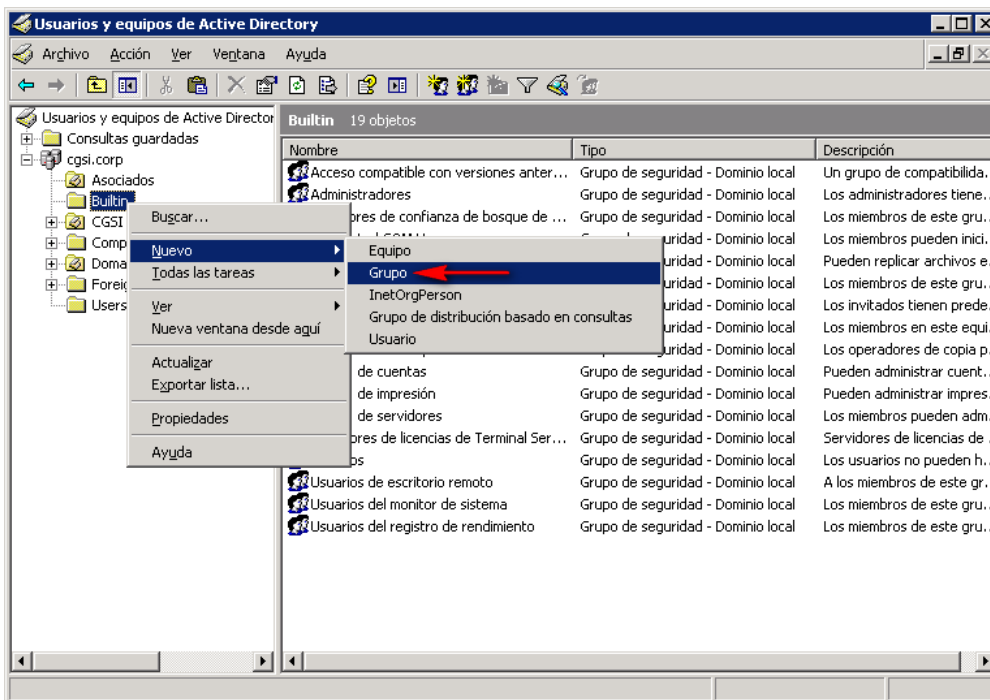 Usuarios y equipos de Active Directory
Archivo Acción Ver Ventana Ayuda
Usuarios y equipos de Active Director
Consultas guardadas
cgsi.corp
Asociados
Builtin
CGSI
Comp
Doma
Foreig
Users
Builtin 19 objetos
Nombre Tipo Descripción
Acceso compatible con versiones anter... Grupo de seguridad - Dominio local Un grupo de compatibilida.
Administradores Grupo de seguridad - Dominio local Los administradores tiene.
ores de confianza de bosque de ... Grupo de seguridad - Dominio local Los miembros de este gru.
uridad - Dominio local Los miembros pueden inici.
uridad - Dominio local Pueden replicar archivos e.
uridad - Dominio local Los miembros de este gru.
uridad - Dominio local Los invitados tienen prede.
uridad - Dominio local Los miembros en este equi.
uridad - Dominio local Los operadores de copia p.
de cuentas Grupo de seguridad - Dominio local Pueden administrar cuent..
de impresión Grupo de seguridad - Dominio local Pueden administrar impres.
de servidores Grupo de seguridad - Dominio local Los miembros pueden adm.
ores de licencias de Terminal Ser... Grupo de seguridad - Dominio local Servidores de licencias de .
os Grupo de seguridad - Dominio local Los usuarios no pueden h..
Usuarios de escritorio remoto Grupo de seguridad - Dominio local A los miembros de este gr.
Usuarios del monitor de sistema Grupo de seguridad - Dominio local Los miembros de este gru.
Usuarios del registro de rendimiento Grupo de seguridad - Dominio local Los miembros de este gru.
Buscar...
Nuevo
Todas las tareas
Ver
Nueva ventana desde aquí
Actualizar
Exportar lista...
Propiedades
Ayuda
Equipo
Grupo
InetOrgPerson
Grupo de distribución basado en consultas
Usuario